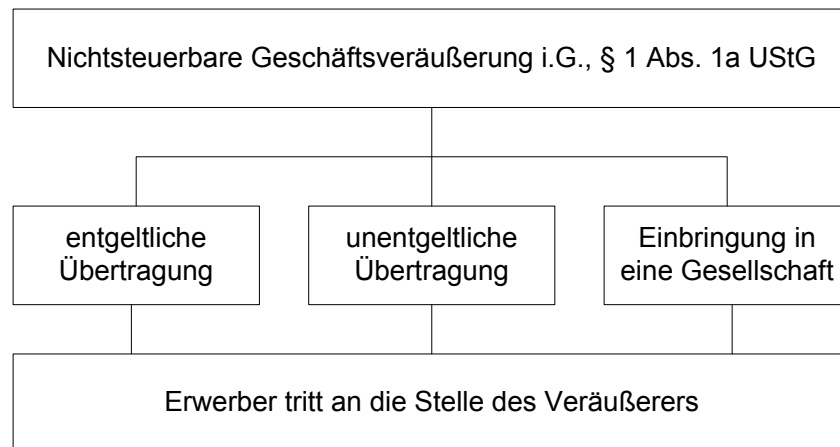 Nichtsteuerbare Geschäftsveräußerung i.G., § 1 Abs. 1a UStG
entgeltliche
Übertragung
unentgeltliche
Übertragung
Einbringung in
eine Gesellschaft
Erwerber tritt an die Stelle des Veräußerers